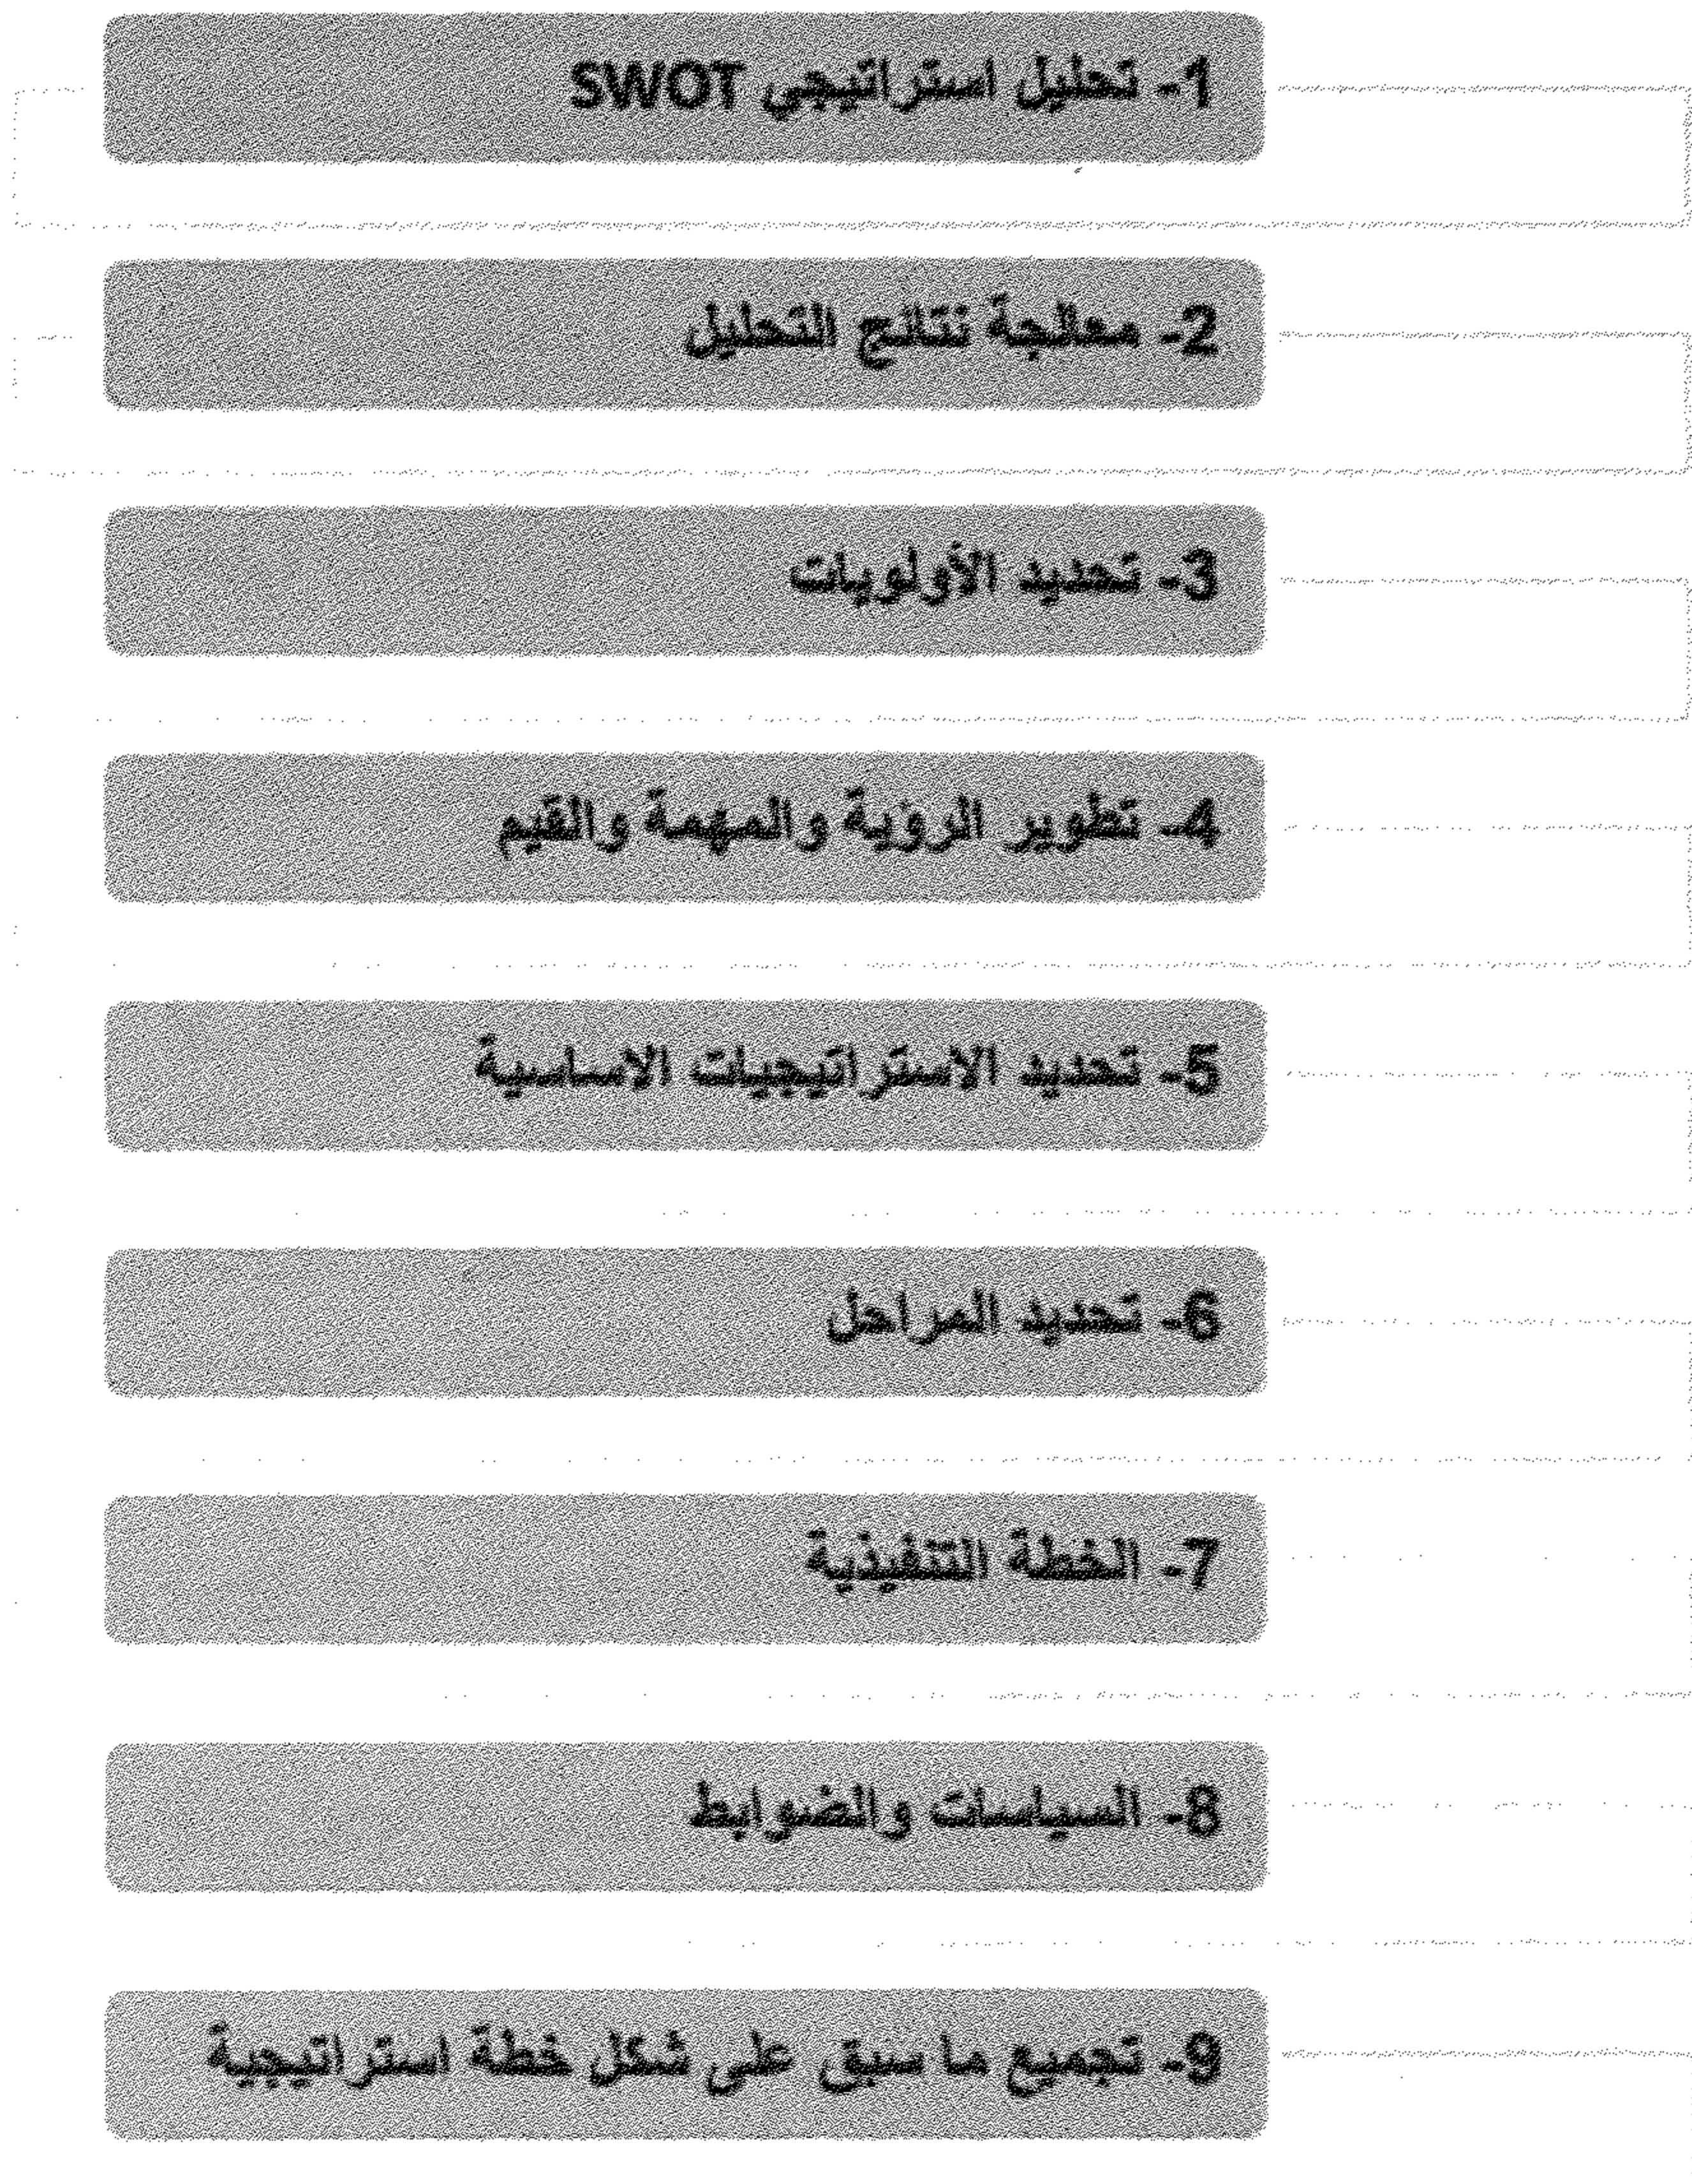 1- تحليل استراتيجي SWOT
2- معالجة نتائج التحليل
3- تحديد الأولويات
4- تطوير الرؤية والمهمة والقيم
5- تحديد الاستراتيجيات الاساسية
6- تحديد المراحل
7- الخطة التنفيذية
8- السياسات والضوابط
9- تجميع ما سبق على شكل خطة استراتيجية